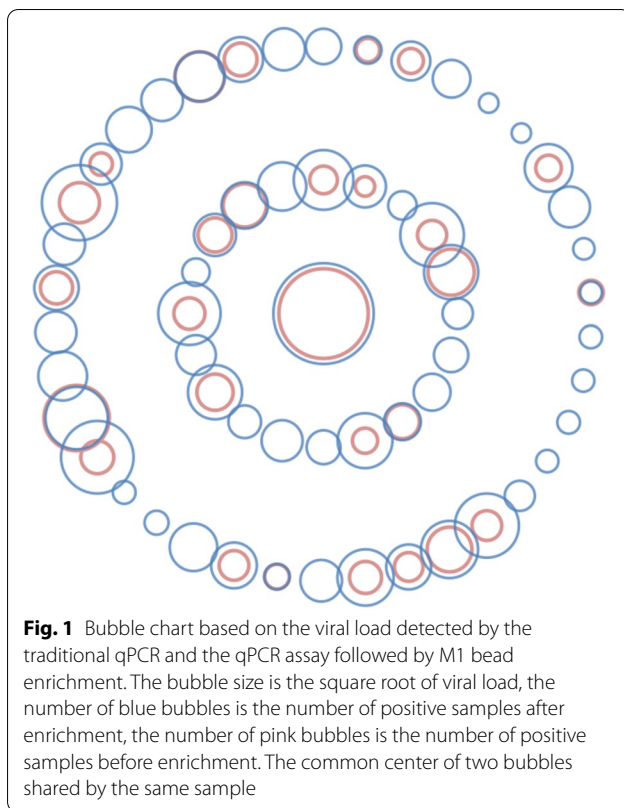 Fig. 1 Bubble chart based on the viral load detected by the
traditional qPCR and the qPCR assay followed by M1 bead
enrichment. The bubble size is the square root of viral load, the
number of blue bubbles is the number of positive samples after
enrichment, the number of pink bubbles is the number of positive
samples before enrichment. The common center of two bubbles
shared by the same sample